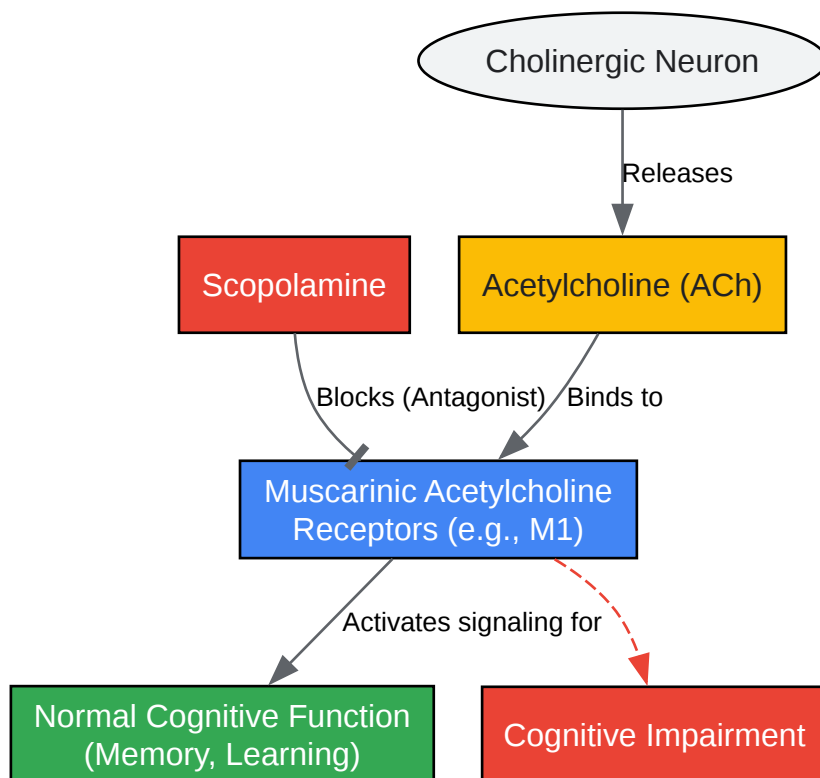 Cholinergic Neuron
Releases
Scopolamine
Acetylcholine (ACh)
Blocks (Antagonist)
Binds to
Muscarinic Acetylcholine
Receptors (e.g., M1)
Activates signaling for
Normal Cognitive Function
(Memory, Learning)
Cognitive Impairment